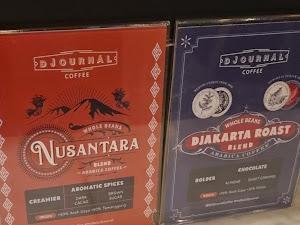 DJOURNAL
COFFEE
WHOLE BEANS
NUSANTARA
BLEND
ARABICA COFFEE
CREAMIER
AROMATIC SPICES
DARK
CACAO
BROWN
SUGAR
DJOURNAL
COFFEE
WHOLE BEANS
DJAKARTA ROAST
BLEND
ARABICA COFFEE
BOLDER
CHOCOLATE
ALMOND